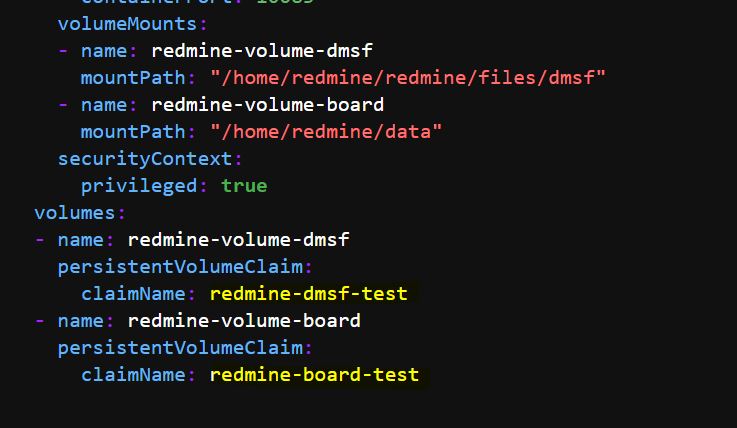 volumeMounts:
- name: redmine-volume-dmsf
mountPath: "/home/redmine/redmine/files/dmsf"
- name: redmine-volume-board
mountPath: "/home/redmine/data"
securityContext:
privileged: true
volumes:
- name: redmine-volume-dmsf
persistentVolumeClaim:
claimName: redmine-dmsf-test
- name: redmine-volume-board
persistentVolumeClaim:
claimName: redmine-board-test